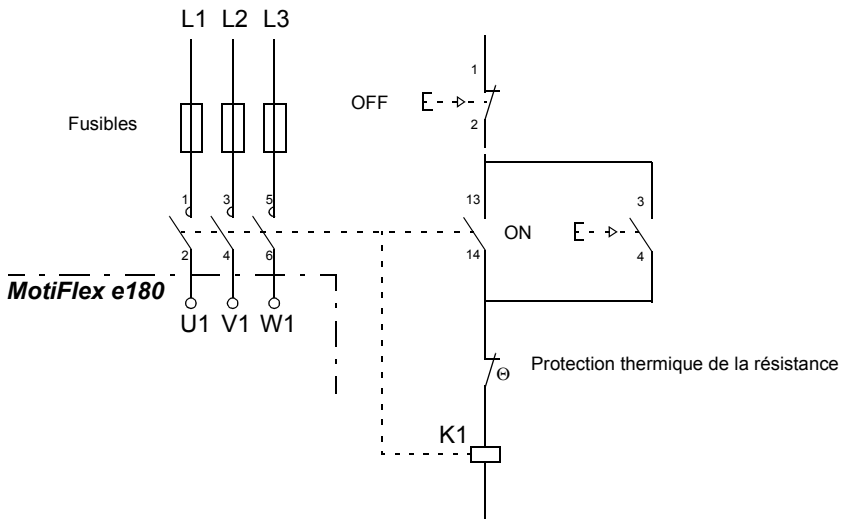 L1 L2 L3
1
OFF
Fusibles
2
1 3 5
13
3
ON
2 4 6
14
4
MotiFlex e180
U1 V1 W1
Θ
Protection thermique de la résistance
K1